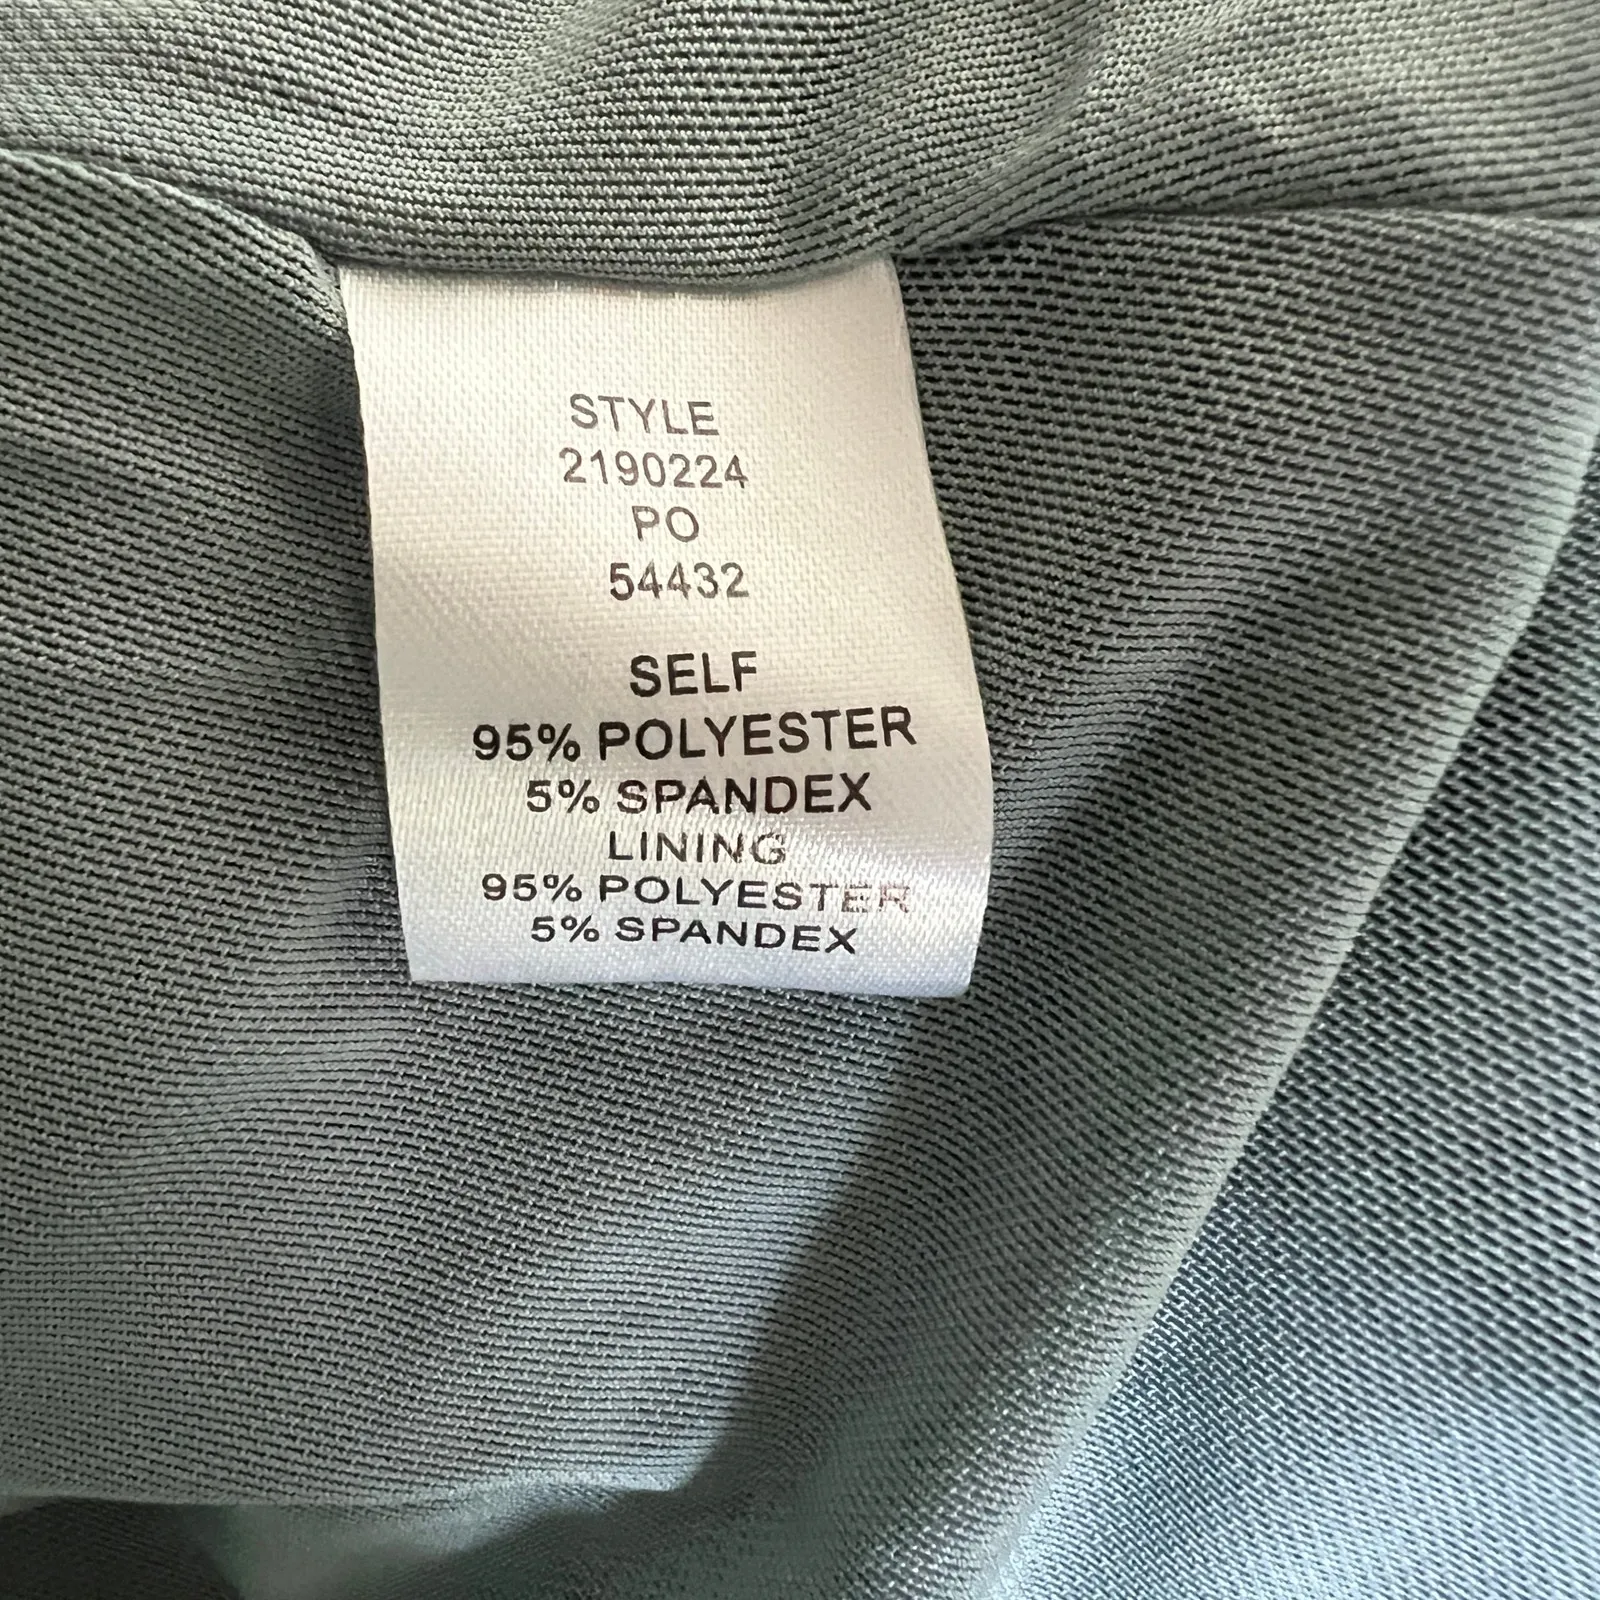 STYLE
2190224
PO
54432
SELF
95% POLYESTER
5% SPANDEX
LINING
95% POLYESTER
5% SPANDEX